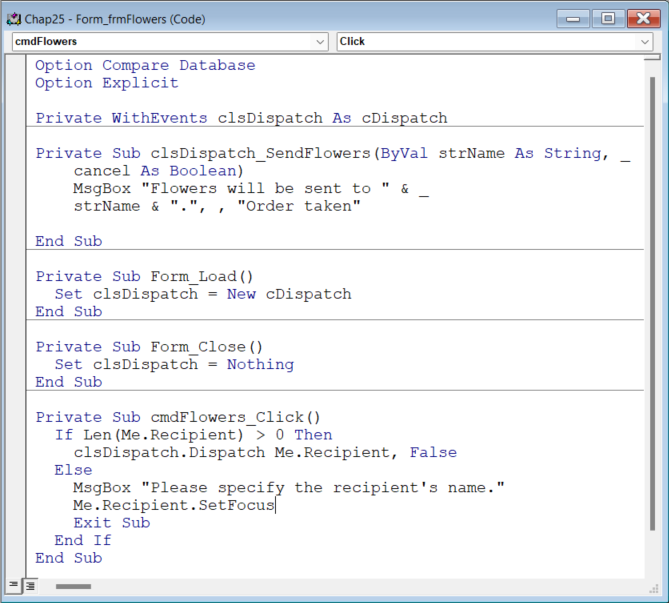 Chap25 - Form_frmFlowers (Code)
cmdFlowers
Click
Option Compare Database
Option Explicit
Private WithEvents clsDispatch As cDispatch
Private Sub clsDispatch_SendFlowers(ByVal strName As String, _
    cancel As Boolean)
    MsgBox "Flowers will be sent to " & _
    strName & ".", , "Order taken"
End Sub
Private Sub Form_Load()
  Set clsDispatch = New cDispatch
End Sub
Private Sub Form_Close()
  Set clsDispatch = Nothing
End Sub
Private Sub cmdFlowers_Click()
  If Len(Me.Recipient) > 0 Then
    clsDispatch.Dispatch Me.Recipient, False
  Else
    MsgBox "Please specify the recipient's name."
    Me.Recipient.SetFocus
    Exit Sub
  End If
End Sub